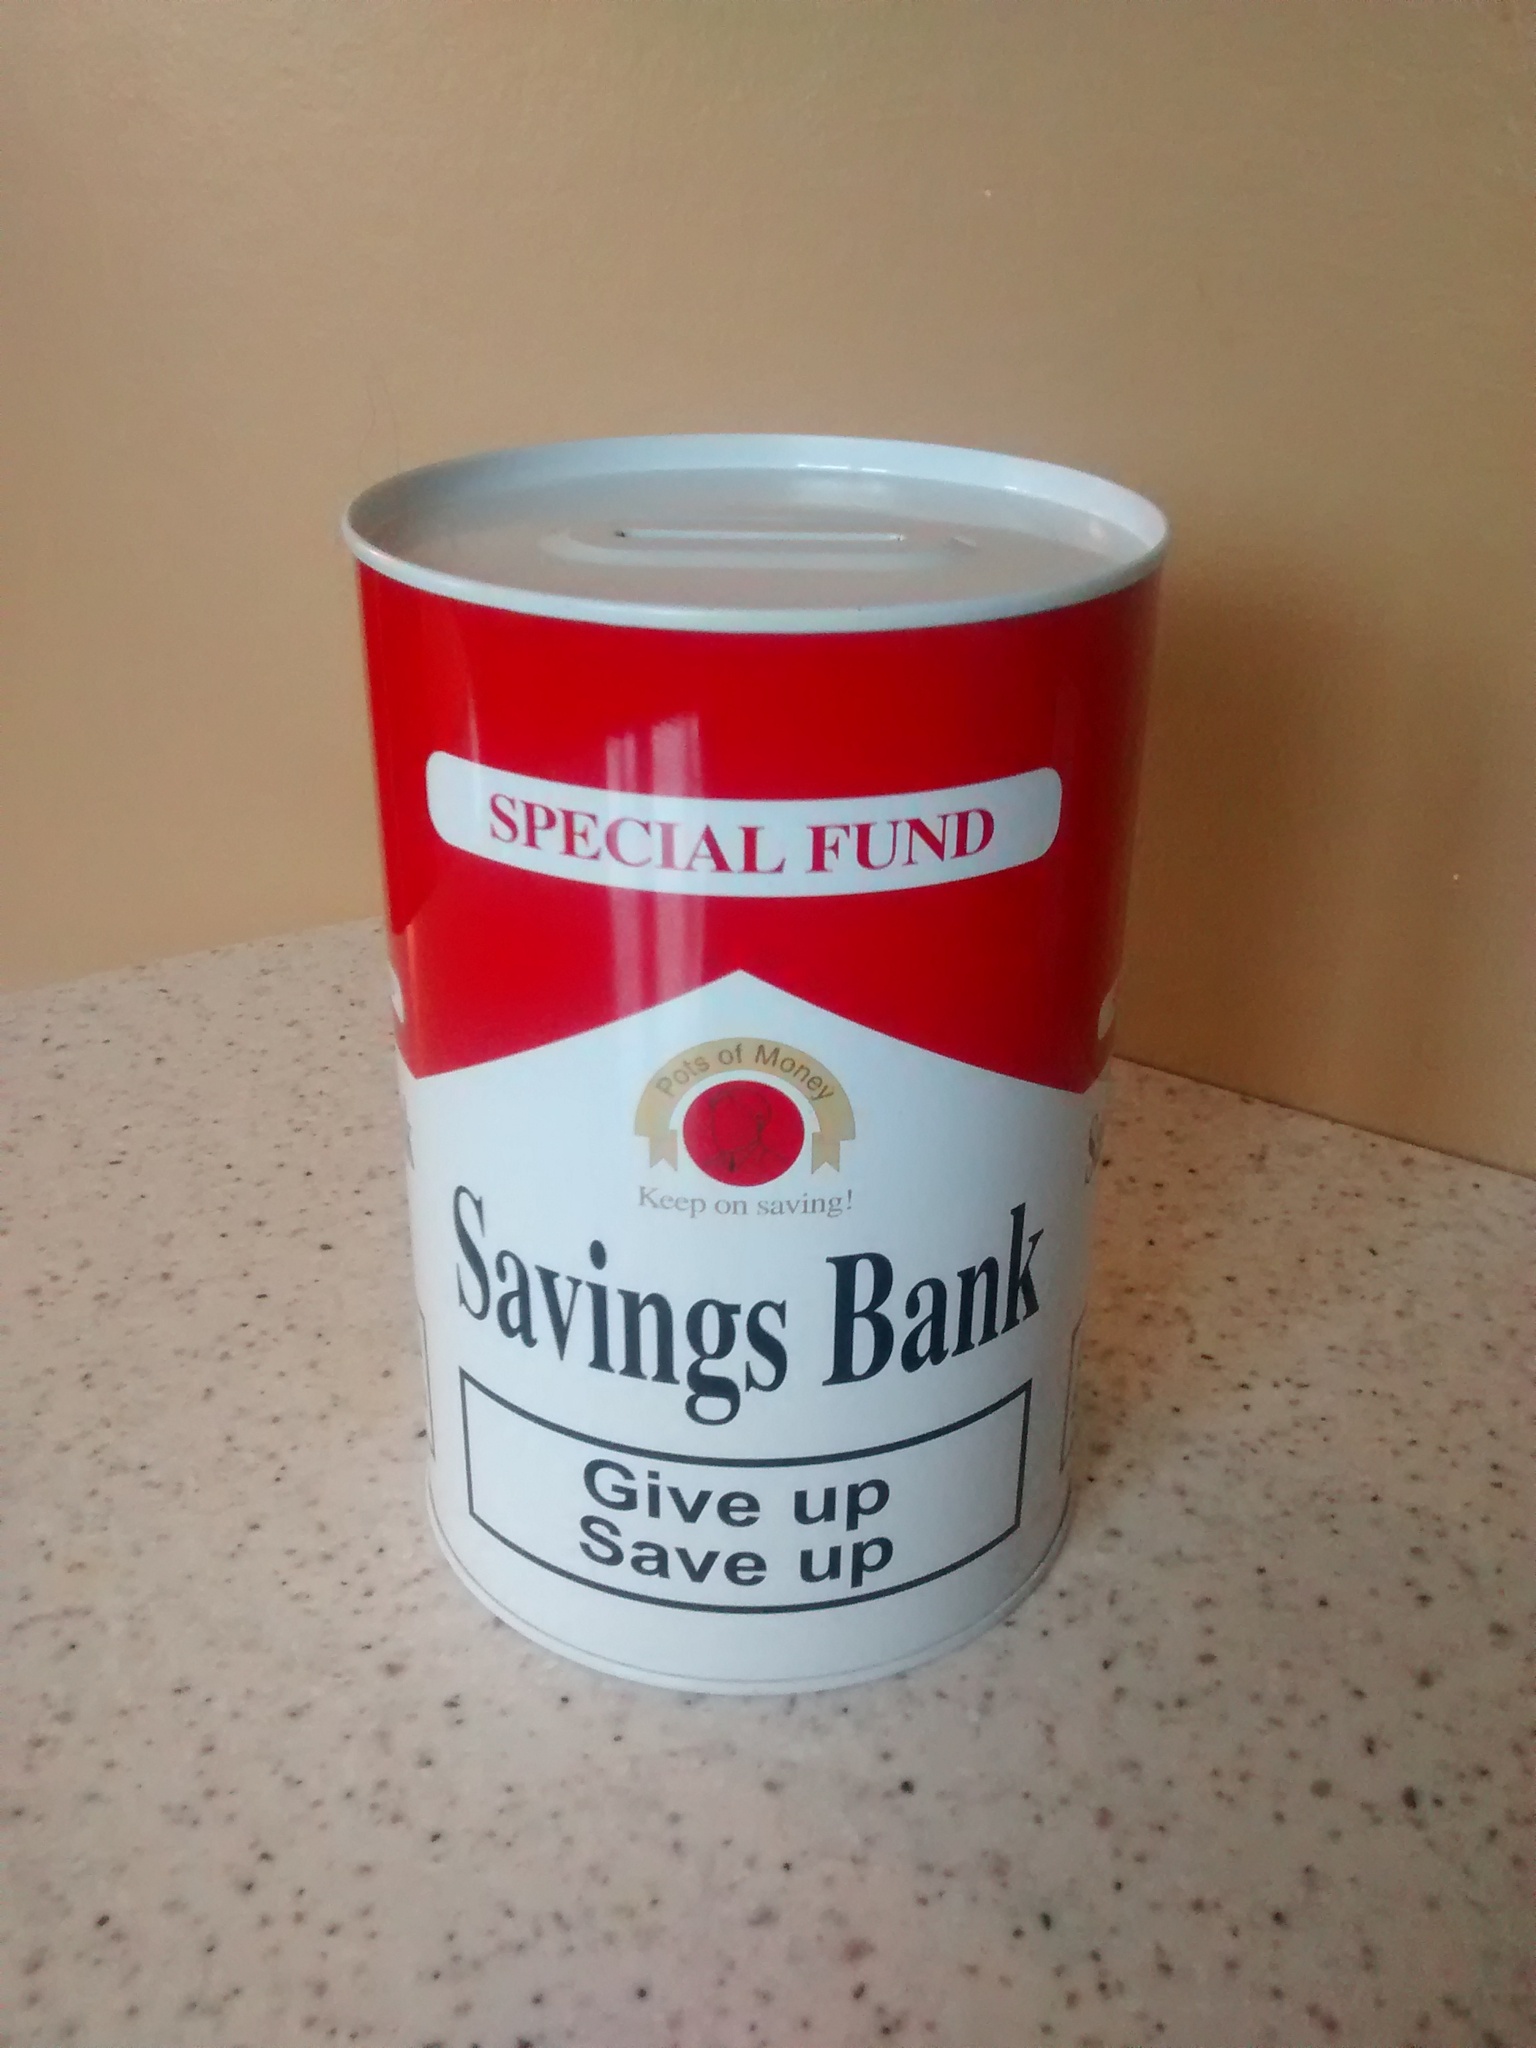 SPECIAL FUND
Pots of Money
Keep on saving!
Savings Bank
Give up
Save up